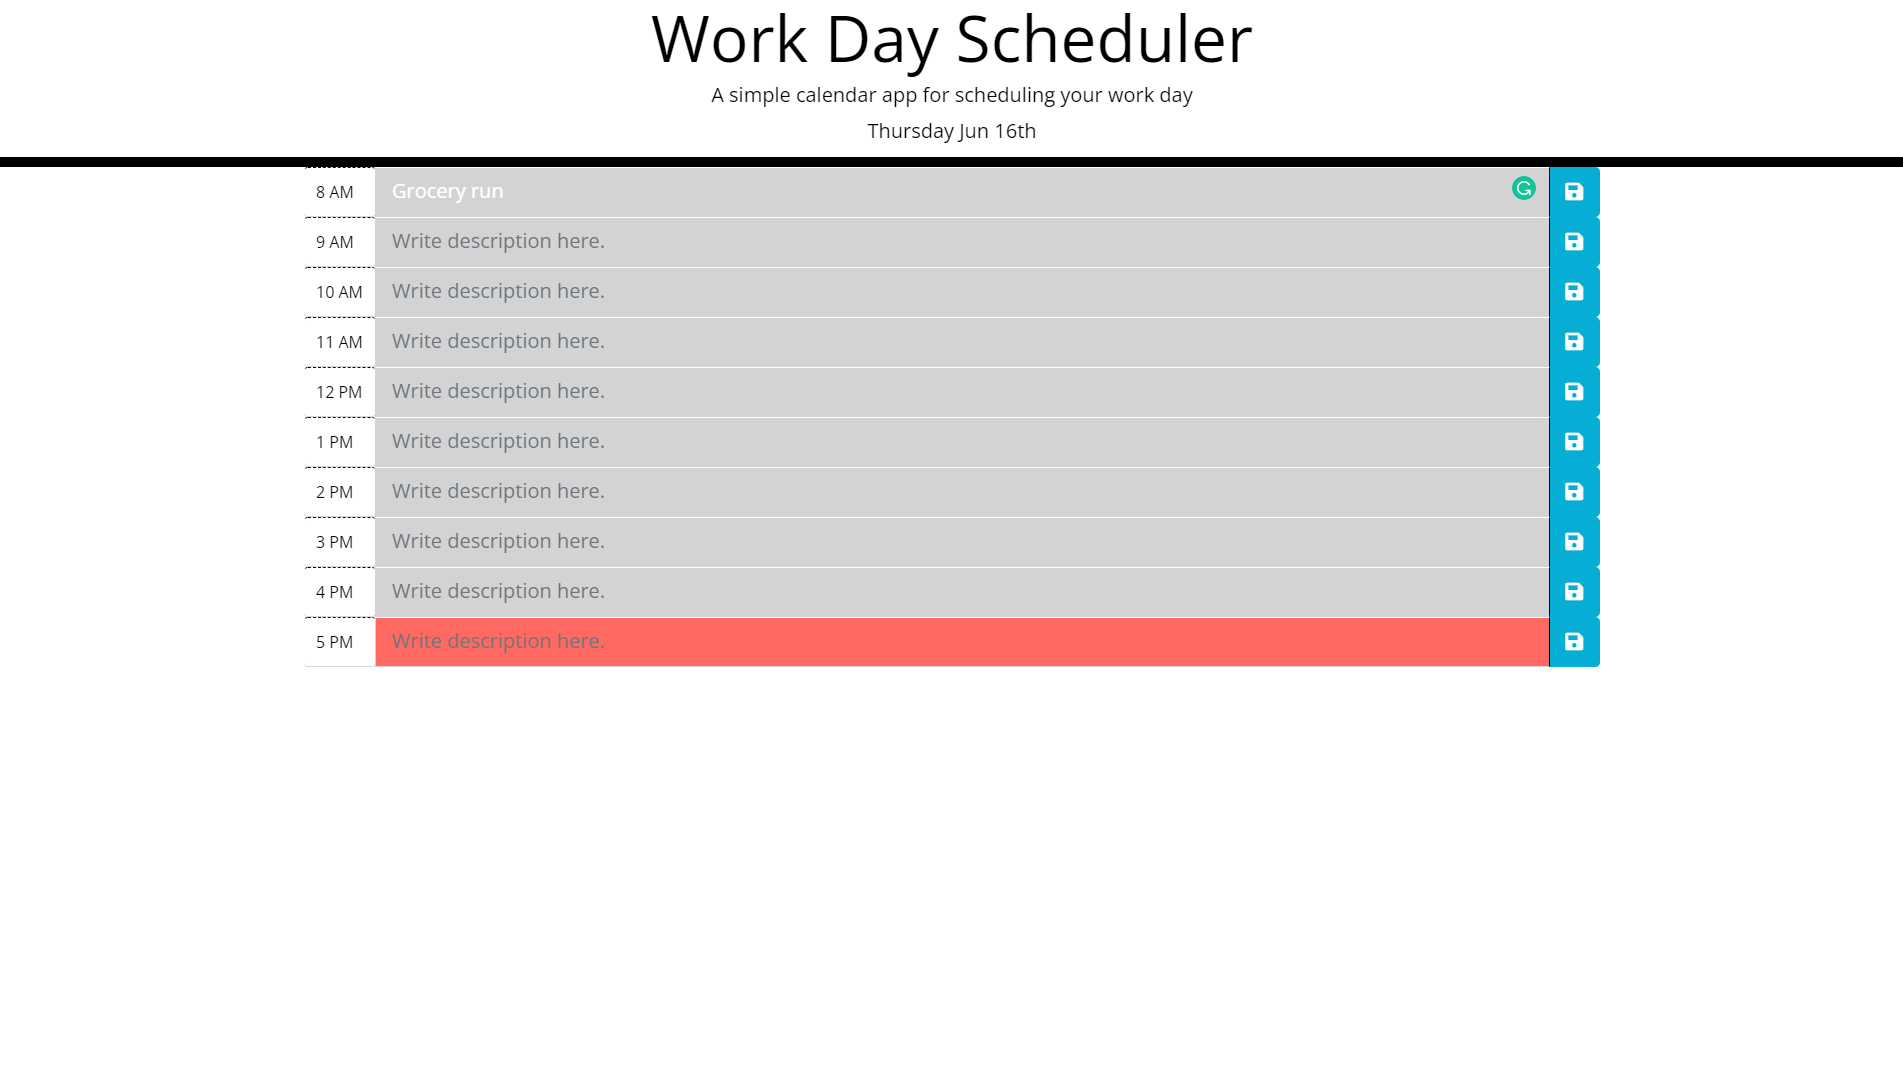 Work Day Scheduler
A simple calendar app for scheduling your work day
Thursday Jun 16th
8 AM Grocery run
9 AM Write description here.
10 AM Write description here.
11 AM Write description here.
12 PM Write description here.
1 PM Write description here.
2 PM Write description here.
3 PM Write description here.
4 PM Write description here.
5 PM Write description here.